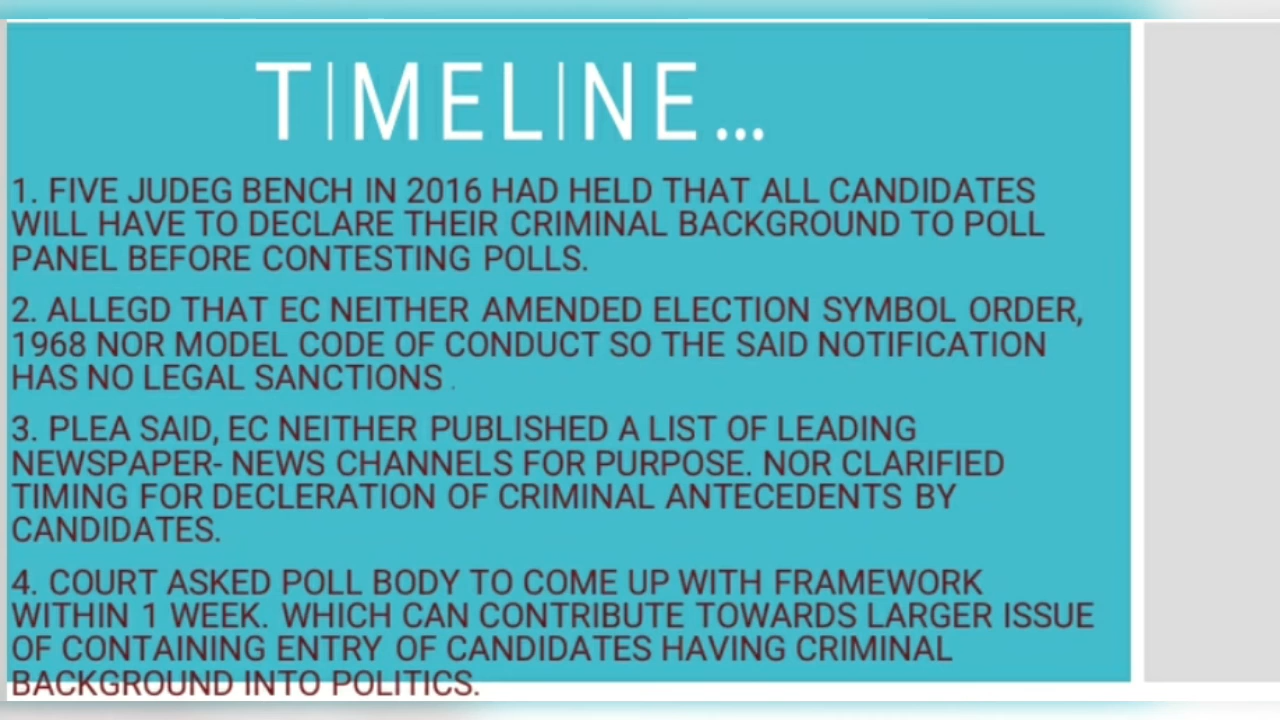 TIMELINE...
1. FIVE JUDEG BENCH IN 2016 HAD HELD THAT ALL CANDIDATES
WILL HAVE TO DECLARE THEIR CRIMINAL BACKGROUND TO POLL
PANEL BEFORE CONTESTING POLLS.
2. ALLEGD THAT EC NEITHER AMENDED ELECTION SYMBOL ORDER,
1968 NOR MODEL CODE OF CONDUCT SO THE SAID NOTIFICATION
HAS NO LEGAL SANCTIONS .
3. PLEA SAID, EC NEITHER PUBLISHED A LIST OF LEADING
NEWSPAPER- NEWS CHANNELS FOR PURPOSE. NOR CLARIFIED
TIMING FOR DECLERATION OF CRIMINAL ANTECEDENTS BY
CANDIDATES.
4. COURT ASKED POLL BODY TO COME UP WITH FRAMEWORK
WITHIN 1 WEEK. WHICH CAN CONTRIBUTE TOWARDS LARGER ISSUE
OF CONTAINING ENTRY OF CANDIDATES HAVING CRIMINAL
BACKGROUND INTO POLITICS.